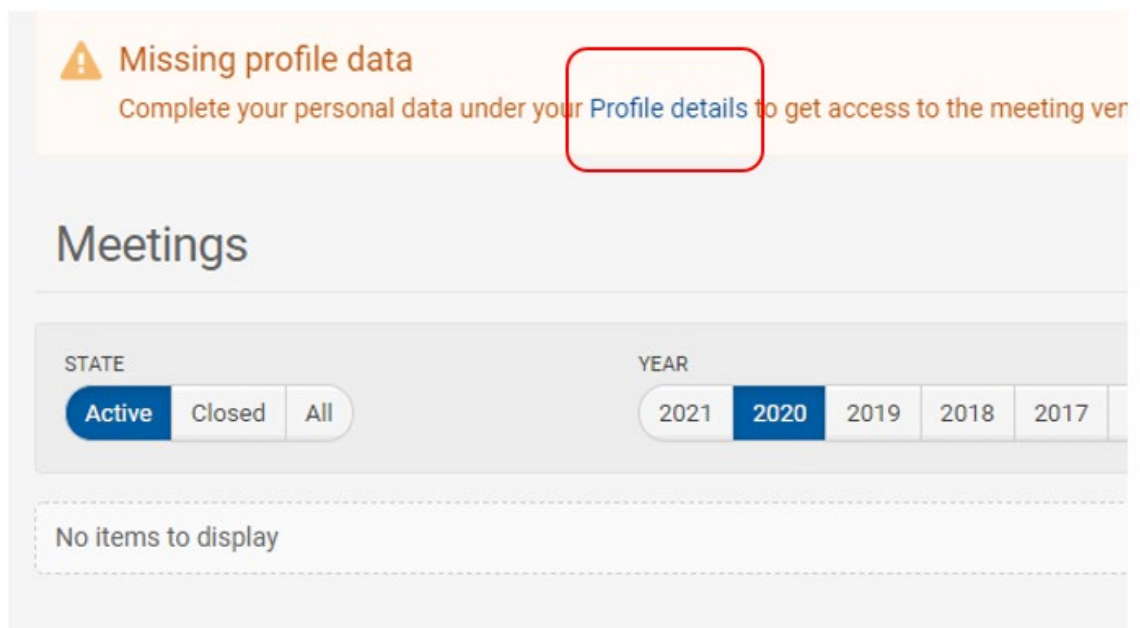 Missing profile data
Complete your personal data under your Profile details to get access to the meeting
Meetings
STATE
YEAR
Active Closed All
2021 2020 2019 2018 2017
No items to display